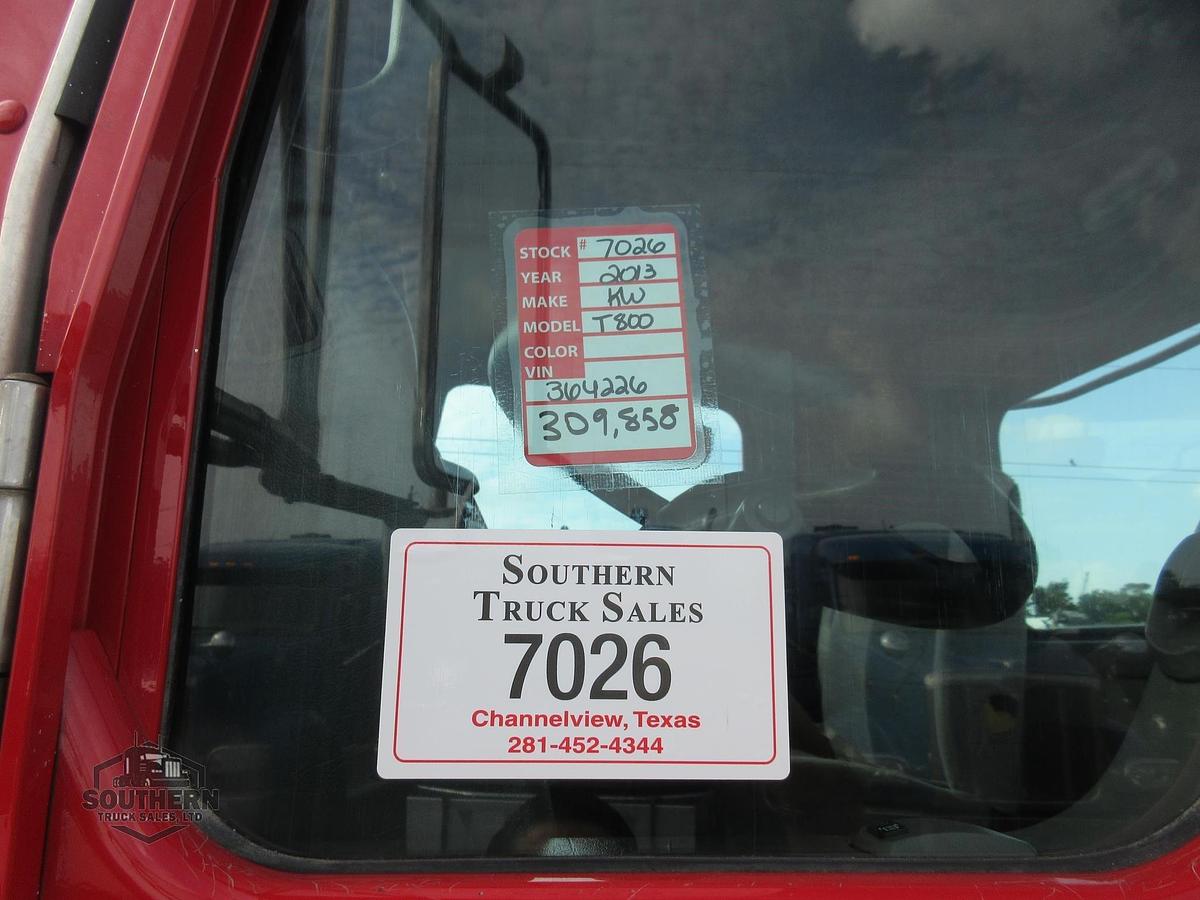 STOCK # 7026
YEAR 2013
MAKE KW
MODEL T800
COLOR
VIN
364226
309,858
SOUTHERN
TRUCK SALES
7026
Channelview, Texas
281-452-4344
SOUTHERN
TRUCK SALES, LTD